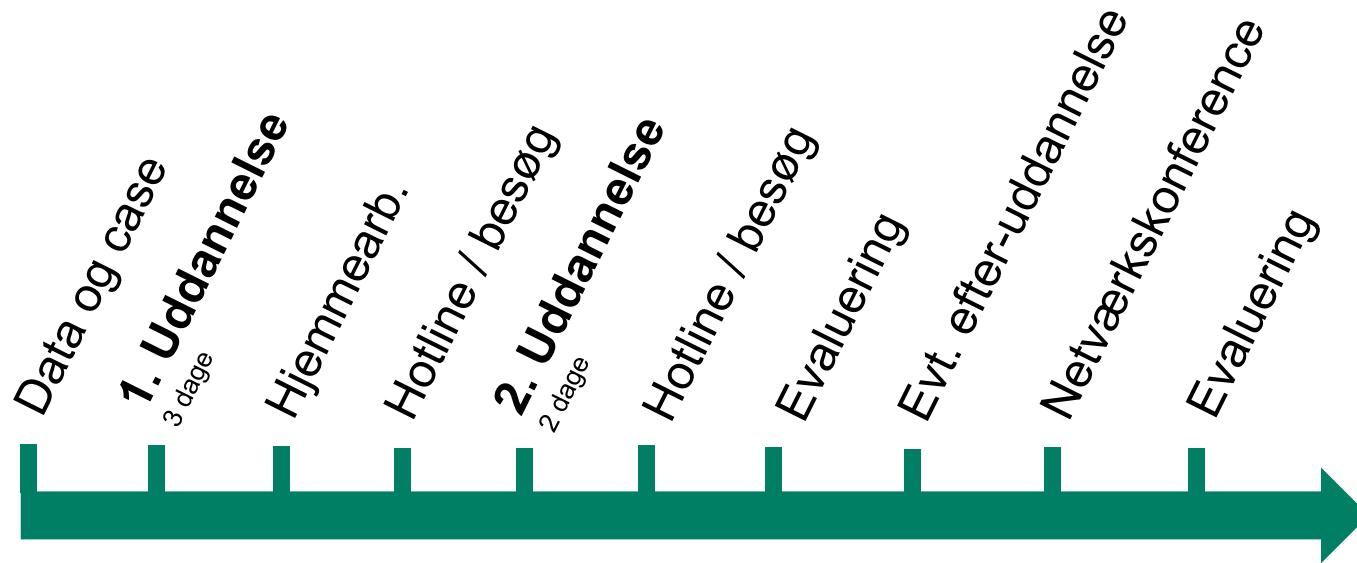 Data og case
1. Uddannelse
3 dage
Hjemmearb.
Hotline / besøg
2. Uddannelse
2 dage
Hotline / besøg
Evaluering
Evt. efter-uddannelse
Netværkskonference
Evaluering